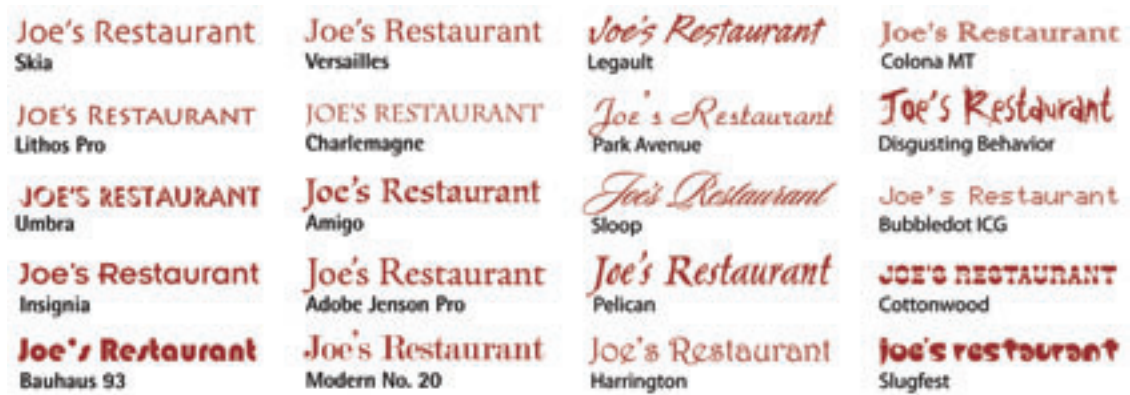 Joe's Restaurant Joe's Restaurant Joe's Restaurant Joe's Restaurant
Skia Versailles Legault Colona MT
JOE'S RESTAURANT JOE'S RESTAURANT Joe's Restaurant Joe's Restaurant
Lithos Pro Charlemagne Park Avenue Disgusting Behavior
JOE'S RESTAURANT Joe's Restaurant Joe's Restaurant Joe's Restaurant
Umbra Amigo Sloop Bubbledot ICG
Joe's Restaurant Joe's Restaurant Joe's Restaurant JOE'S RESTAURANT
Insignia Adobe Jenson Pro Pelican Cottonwood
Joe's Restaurant Joe's Restaurant Joe's Restaurant joe's restaurant
Bauhaus 93 Modern No. 20 Harrington Slugfest